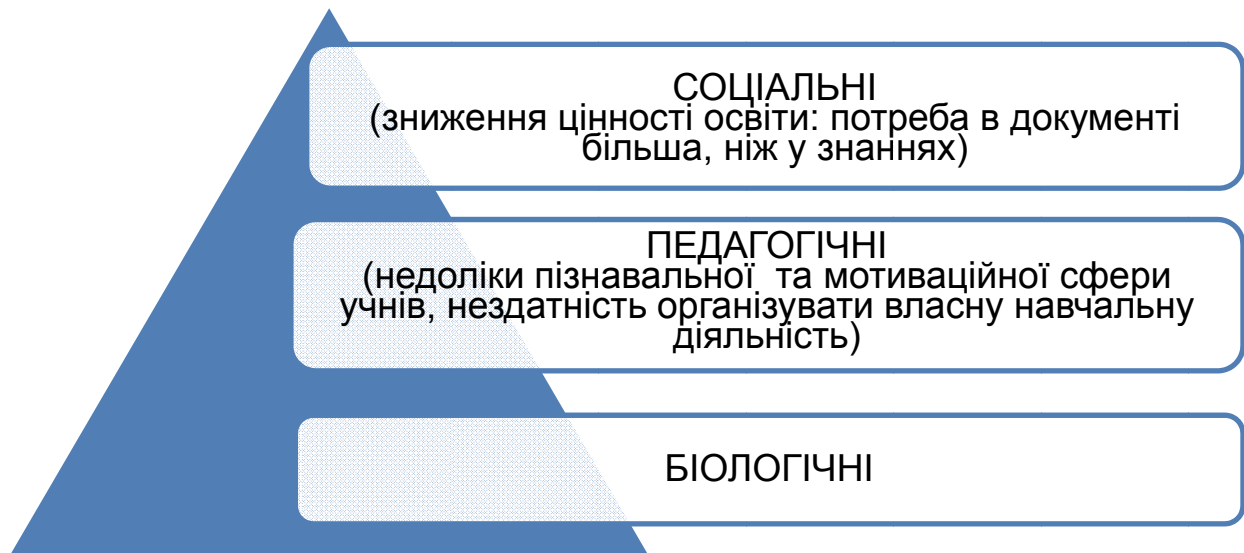 СОЦІАЛЬНІ
(зниження цінності освіти: потреба в документі
більша, ніж у знаннях)
ПЕДАГОГІЧНІ
(недоліки пізнавальної та мотиваційної сфери
учнів, нездатність організувати власну навчальну
діяльність)
БІОЛОГІЧНІ